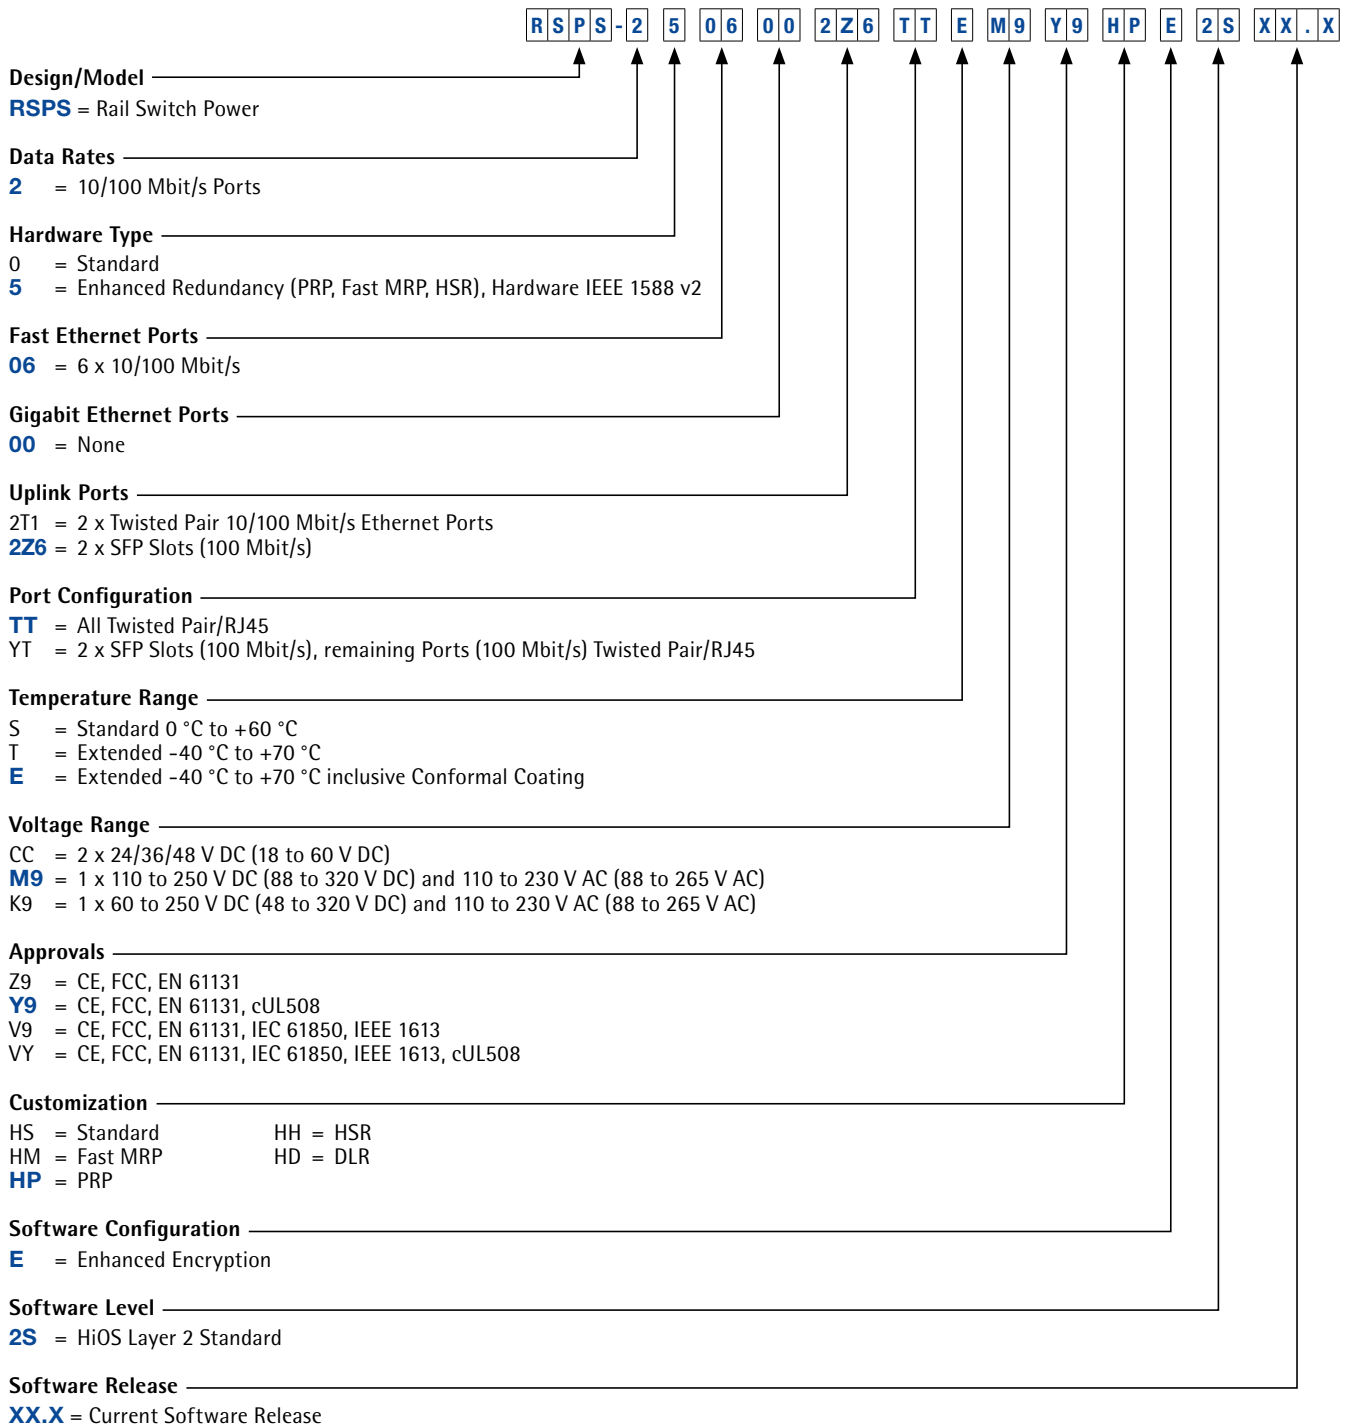 RSPS-2 5 06 00 2Z6 TT E M9 Y9 HP E 2S XX.X
Design/Model
RSPS = Rail Switch Power
Data Rates
2 = 10/100 Mbit/s Ports
Hardware Type
0 = Standard
5 = Enhanced Redundancy (PRP, Fast MRP, HSR), Hardware IEEE 1588 v2
Fast Ethernet Ports
06 = 6 x 10/100 Mbit/s
Gigabit Ethernet Ports
00 = None
Uplink Ports
2T1 = 2 x Twisted Pair 10/100 Mbit/s Ethernet Ports
2Z6 = 2 x SFP Slots (100 Mbit/s)
Port Configuration
TT = All Twisted Pair/RJ45
YT = 2 x SFP Slots (100 Mbit/s), remaining Ports (100 Mbit/s) Twisted Pair/RJ45
Temperature Range
S = Standard 0 °C to +60 °C
T = Extended -40 °C to +70 °C
E = Extended -40 °C to +70 °C inclusive Conformal Coating
Voltage Range
CC = 2 x 24/36/48 V DC (18 to 60 V DC)
M9 = 1 x 110 to 250 V DC (88 to 320 V DC) and 110 to 230 V AC (88 to 265 V AC)
K9 = 1 x 60 to 250 V DC (48 to 320 V DC) and 110 to 230 V AC (88 to 265 V AC)
Approvals
Z9 = CE, FCC, EN 61131
Y9 = CE, FCC, EN 61131, cUL508
V9 = CE, FCC, EN 61131, IEC 61850, IEEE 1613
VY = CE, FCC, EN 61131, IEC 61850, IEEE 1613, cUL508
Customization
HS = Standard HH = HSR
HM = Fast MRP HD = DLR
HP = PRP
Software Configuration
E = Enhanced Encryption
Software Level
2S = HiOS Layer 2 Standard
Software Release
XX.X = Current Software Release